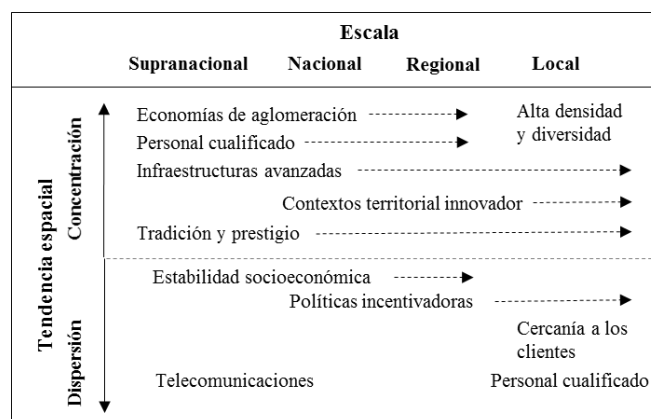 Escala
Supranacional Nacional Regional Local
Tendencia espacial
Concentración
Economías de aglomeración
Alta densidad
y diversidad
Personal cualificado
Infraestructuras avanzadas
Contextos territorial innovador
Tradición y prestigio
Dispersión
Estabilidad socioeconómica
Políticas incentivadoras
Cercanía a los
clientes
Telecomunicaciones Personal cualificado